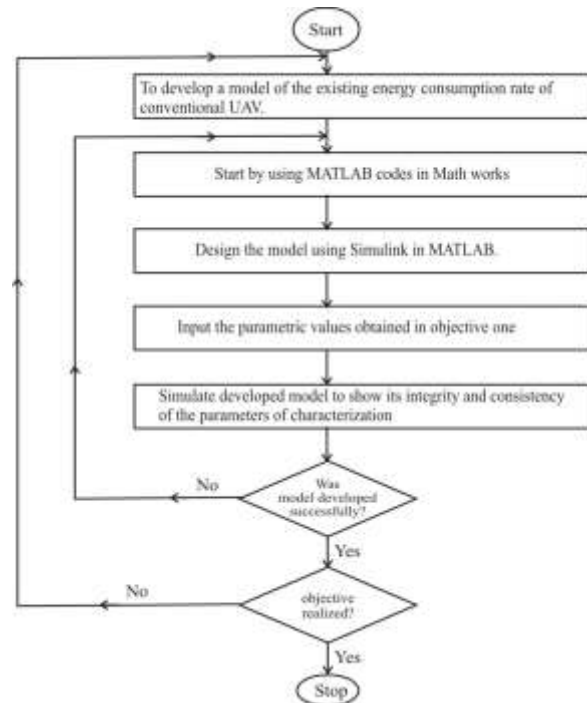 Start
To develop a model of the existing energy consumption rate of
conventional UAV.
Start by using MATLAB codes in Math works
Design the model using Simulink in MATLAB.
Input the parametric values obtained in objective one
Simulate developed model to show its integrity and consistency
of the parameters of characterization
Was
model developed
successfully?
No
Yes
objective
realized?
No
Yes
Stop